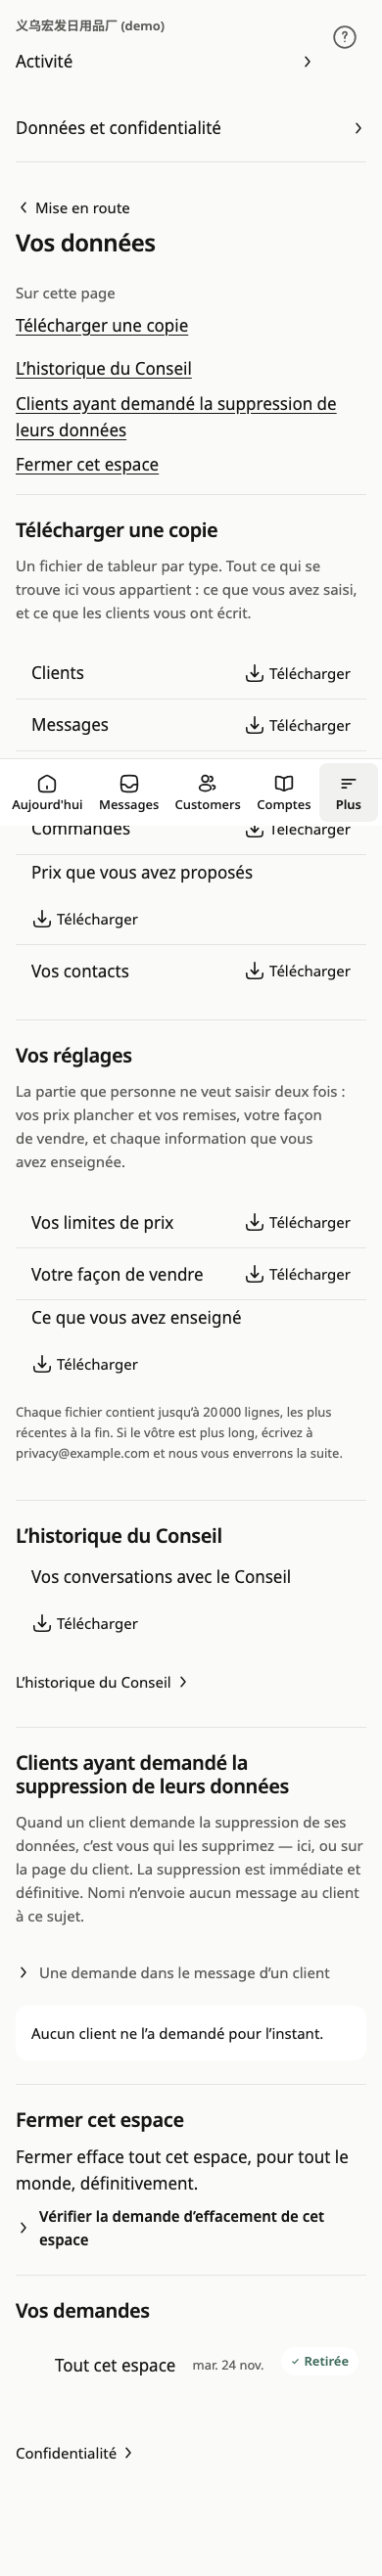 义乌宏发日用品厂 (demo)
Activité
Données et confidentialité
Mise en route
Vos données
Sur cette page
Télécharger une copie
L’historique du Conseil
Clients ayant demandé la suppression de
leurs données
Fermer cet espace
Télécharger une copie
Un fichier de tableur par type. Tout ce qui se
trouve ici vous appartient : ce que vous avez saisi,
et ce que les clients vous ont écrit.
Clients Télécharger
Messages Télécharger
Aujourd'hui Messages Customers Comptes Plus
Commandes Télécharger
Prix que vous avez proposés
Télécharger
Vos contacts Télécharger
Vos réglages
La partie que personne ne veut saisir deux fois :
vos prix plancher et vos remises, votre façon
de vendre, et chaque information que vous
avez enseignée.
Vos limites de prix Télécharger
Votre façon de vendre Télécharger
Ce que vous avez enseigné
Télécharger
Chaque fichier contient jusqu’à 20 000 lignes, les plus
récentes à la fin. Si le vôtre est plus long, écrivez à
privacy@example.com et nous vous enverrons la suite.
L’historique du Conseil
Vos conversations avec le Conseil
Télécharger
L’historique du Conseil
Clients ayant demandé la
suppression de leurs données
Quand un client demande la suppression de ses
données, c’est vous qui les supprimez — ici, ou sur
la page du client. La suppression est immédiate et
définitive. Nomi n’envoie aucun message au client
à ce sujet.
Une demande dans le message d’un client
Aucun client ne l’a demandé pour l’instant.
Fermer cet espace
Fermer efface tout cet espace, pour tout le
monde, définitivement.
Vérifier la demande d’effacement de cet
espace
Vos demandes
Tout cet espace mar. 24 nov. Retirée
Confidentialité